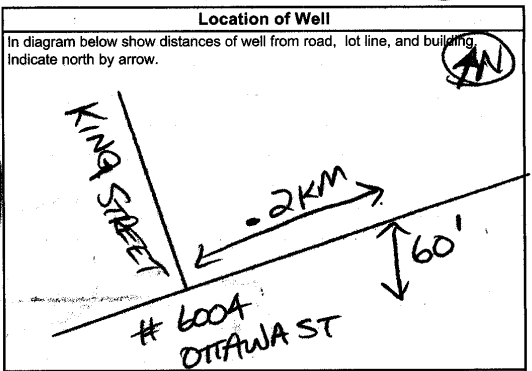 Location of Well
In diagram below show distances of well from road, lot line, and building.
Indicate north by arrow.
N
KING STREET
.2KM
60'
# 6004
OTTAWA ST